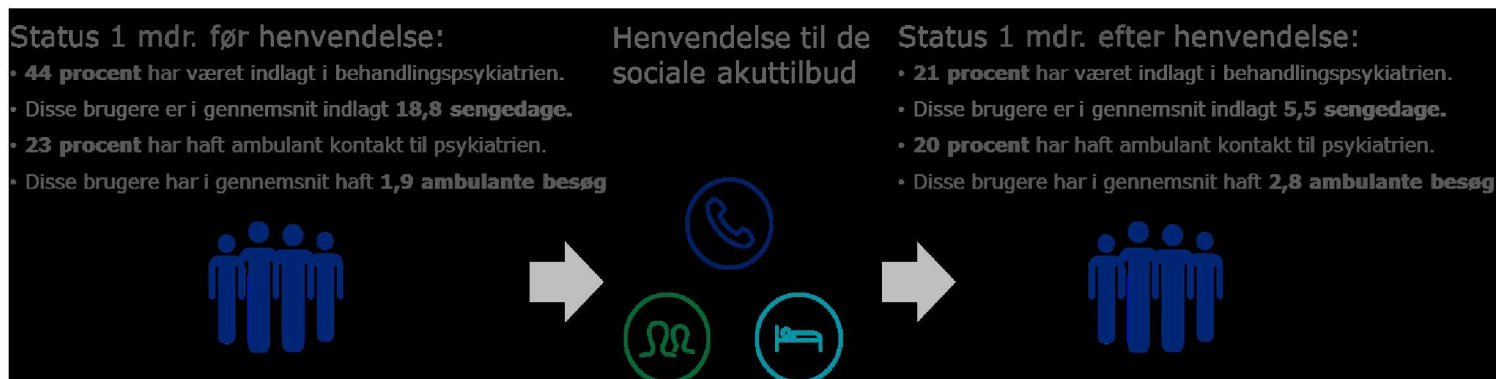 Status 1 mdr. før henvendelse:
• 44 procent har været indlagt i behandlingspsykiatrien.
• Disse brugere er i gennemsnit indlagt 18,8 sengedage.
• 23 procent har haft ambulant kontakt til psykiatrien.
• Disse brugere har i gennemsnit haft 1,9 ambulante besøg
Henvendelse til de
sociale akuttilbud
Status 1 mdr. efter henvendelse:
• 21 procent har været indlagt i behandlingspsykiatrien.
• Disse brugere er i gennemsnit indlagt 5,5 sengedage.
• 20 procent har haft ambulant kontakt til psykiatrien.
• Disse brugere har i gennemsnit haft 2,8 ambulante besøg